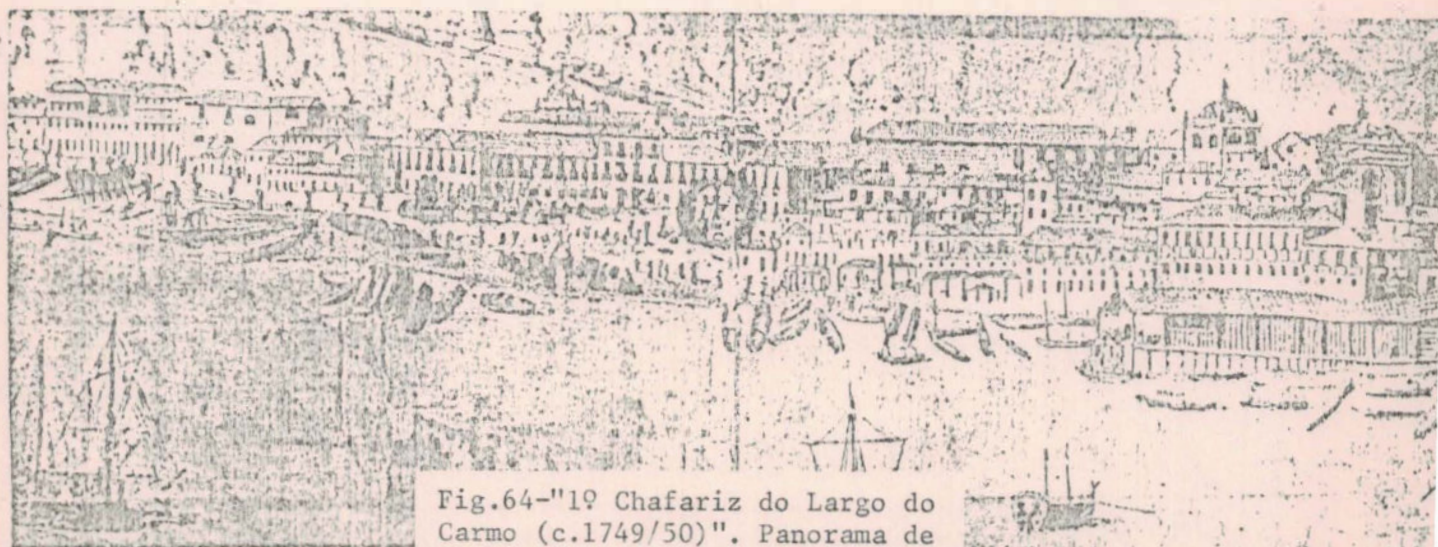 Fig.64-"1º Chafariz do Largo do
Carmo (c.1749/50)". Panorama de